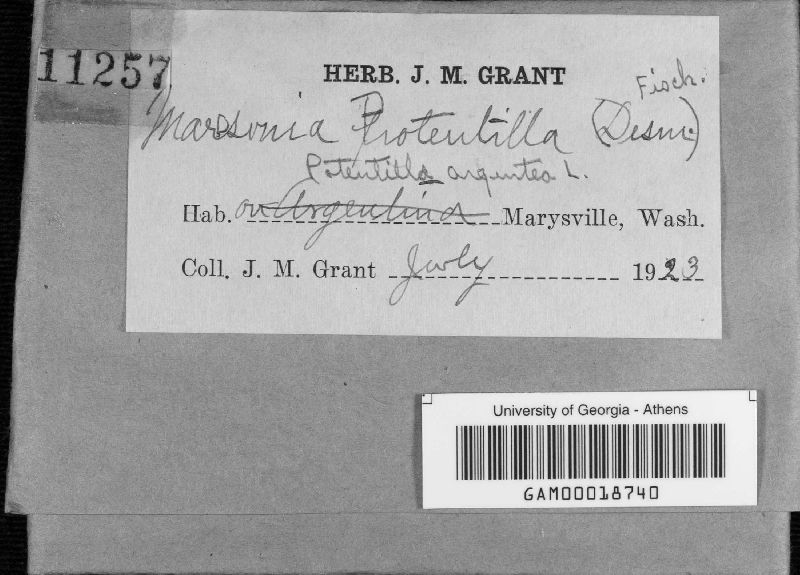 11257
HERB. J. M. GRANT
Fisch.
Marssonia Protentilla (Desm.)
Potentilla argentea L.
Hab. on Argentina Marysville, Wash.
Coll. J. M. Grant July 1923
University of Georgia - Athens
GAM00018740